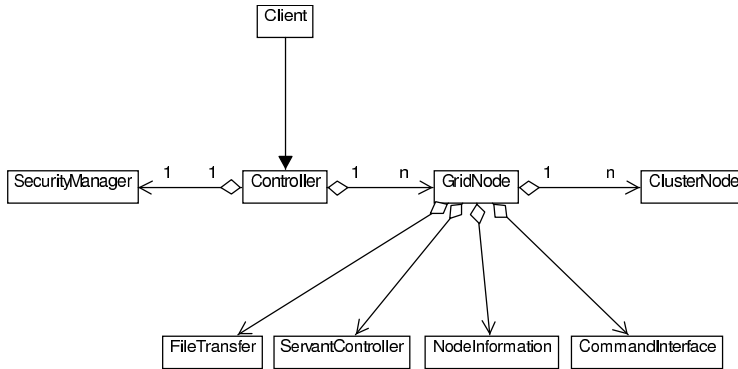 Client
1 1 1 n 1 n
SecurityManager Controller GridNode ClusterNode
FileTransfer ServantController NodeInformation CommandInterface